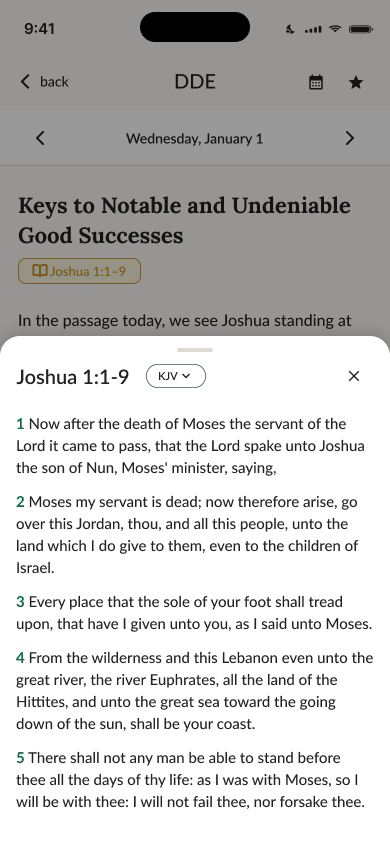 9:41
back
DDE
Wednesday, January 1
Keys to Notable and Undeniable
Good Successes
Joshua 1:1–9
In the passage today, we see Joshua standing at
Joshua 1:1-9
KJV
1 Now after the death of Moses the servant of the
Lord it came to pass, that the Lord spake unto Joshua
the son of Nun, Moses' minister, saying,
2 Moses my servant is dead; now therefore arise, go
over this Jordan, thou, and all this people, unto the
land which I do give to them, even to the children of
Israel.
3 Every place that the sole of your foot shall tread
upon, that have I given unto you, as I said unto Moses.
4 From the wilderness and this Lebanon even unto the
great river, the river Euphrates, all the land of the
Hittites, and unto the great sea toward the going
down of the sun, shall be your coast.
5 There shall not any man be able to stand before
thee all the days of thy life: as I was with Moses, so I
will be with thee: I will not fail thee, nor forsake thee.